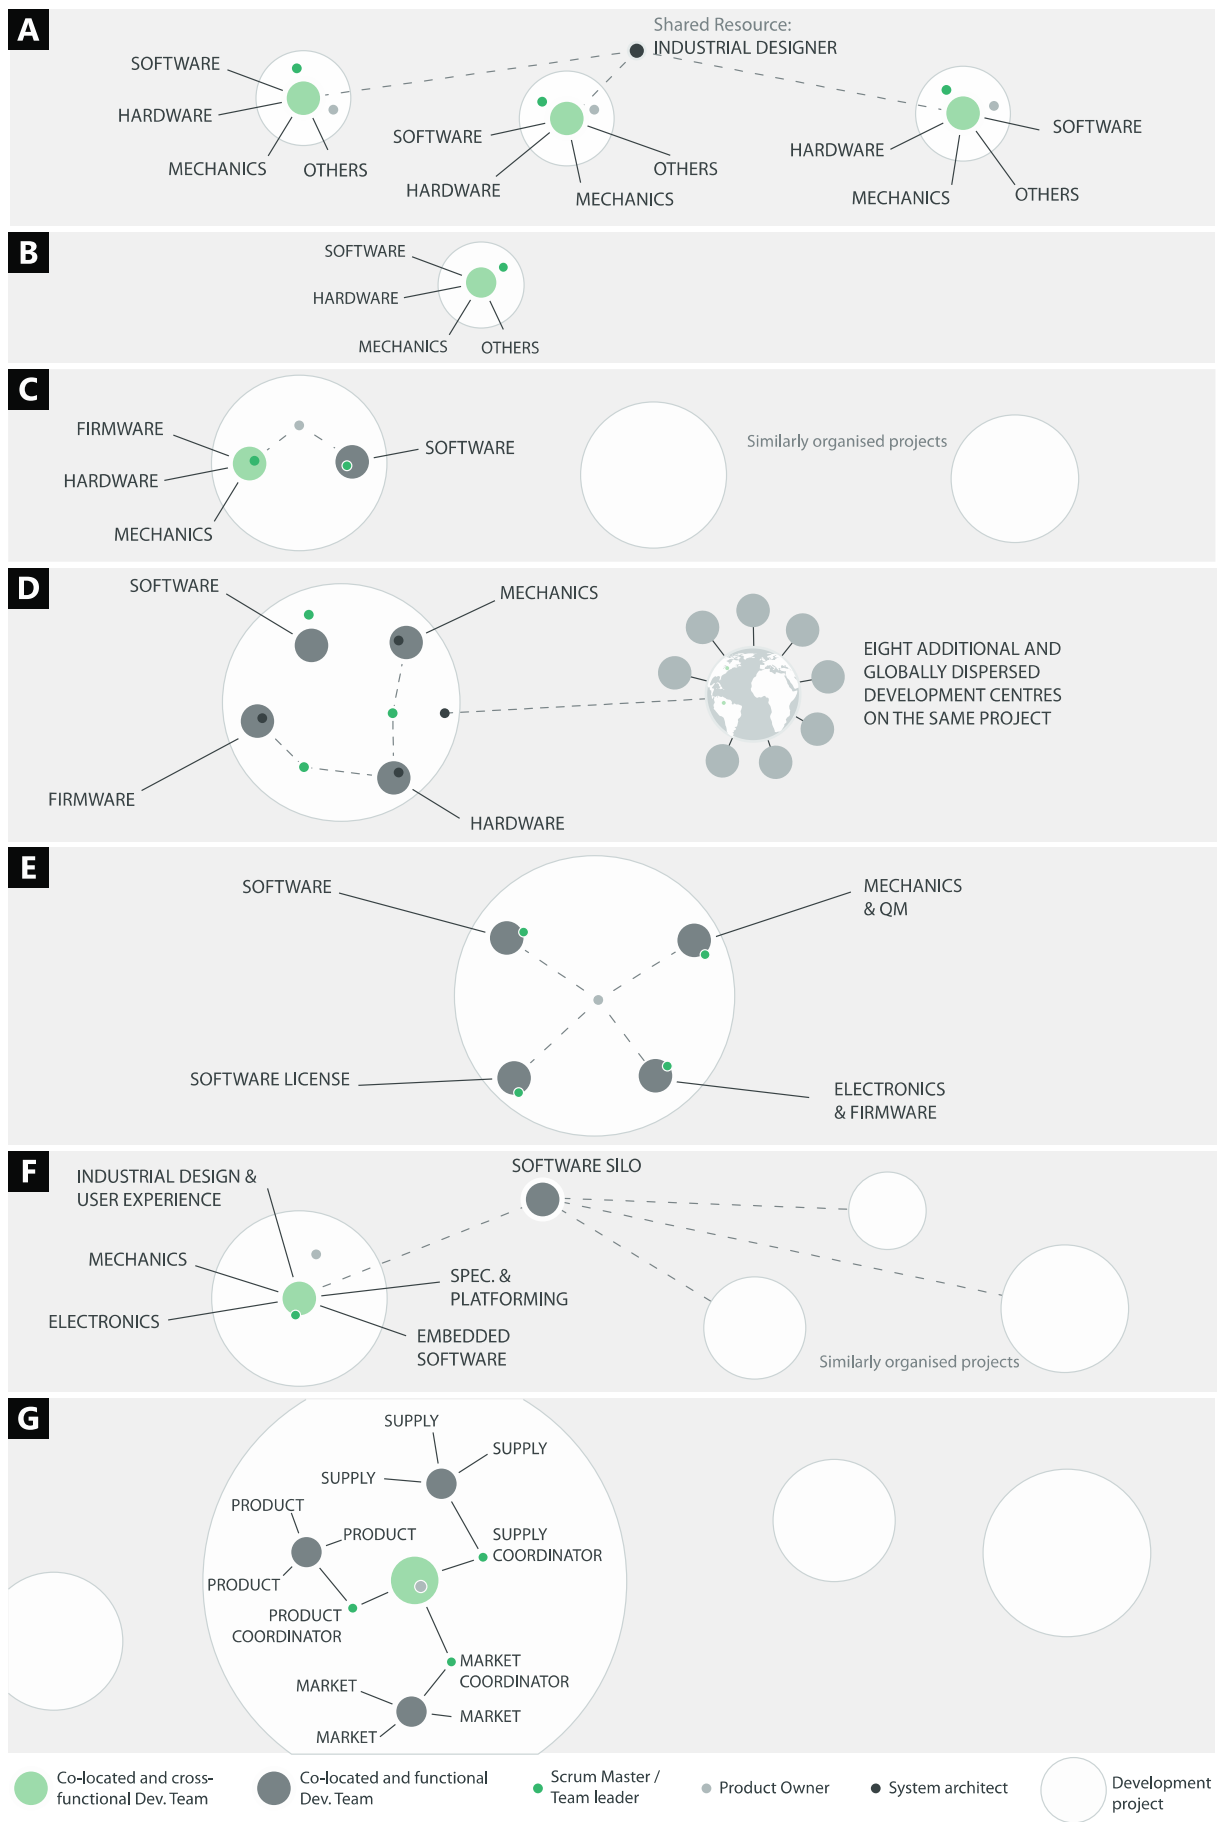 A
Shared Resource:
INDUSTRIAL DESIGNER
SOFTWARE
HARDWARE
MECHANICS
OTHERS
SOFTWARE
HARDWARE
MECHANICS
OTHERS
SOFTWARE
HARDWARE
MECHANICS
OTHERS
B
SOFTWARE
HARDWARE
MECHANICS
OTHERS
C
FIRMWARE
HARDWARE
MECHANICS
SOFTWARE
Similarly organised projects
D
SOFTWARE
MECHANICS
FIRMWARE
HARDWARE
EIGHT ADDITIONAL AND
GLOBALLY DISPERSED
DEVELOPMENT CENTRES
ON THE SAME PROJECT
E
SOFTWARE
MECHANICS
& QM
SOFTWARE LICENSE
ELECTRONICS
& FIRMWARE
F
INDUSTRIAL DESIGN &
USER EXPERIENCE
MECHANICS
ELECTRONICS
SOFTWARE SILO
SPEC. &
PLATFORMING
EMBEDDED
SOFTWARE
Similarly organised projects
G
SUPPLY
SUPPLY
SUPPLY
PRODUCT
PRODUCT
PRODUCT
SUPPLY
COORDINATOR
PRODUCT
COORDINATOR
MARKET
COORDINATOR
MARKET
MARKET
MARKET
Co-located and cross-
functional Dev. Team
Co-located and functional
Dev. Team
Scrum Master /
Team leader
Product Owner
System architect
Development
project